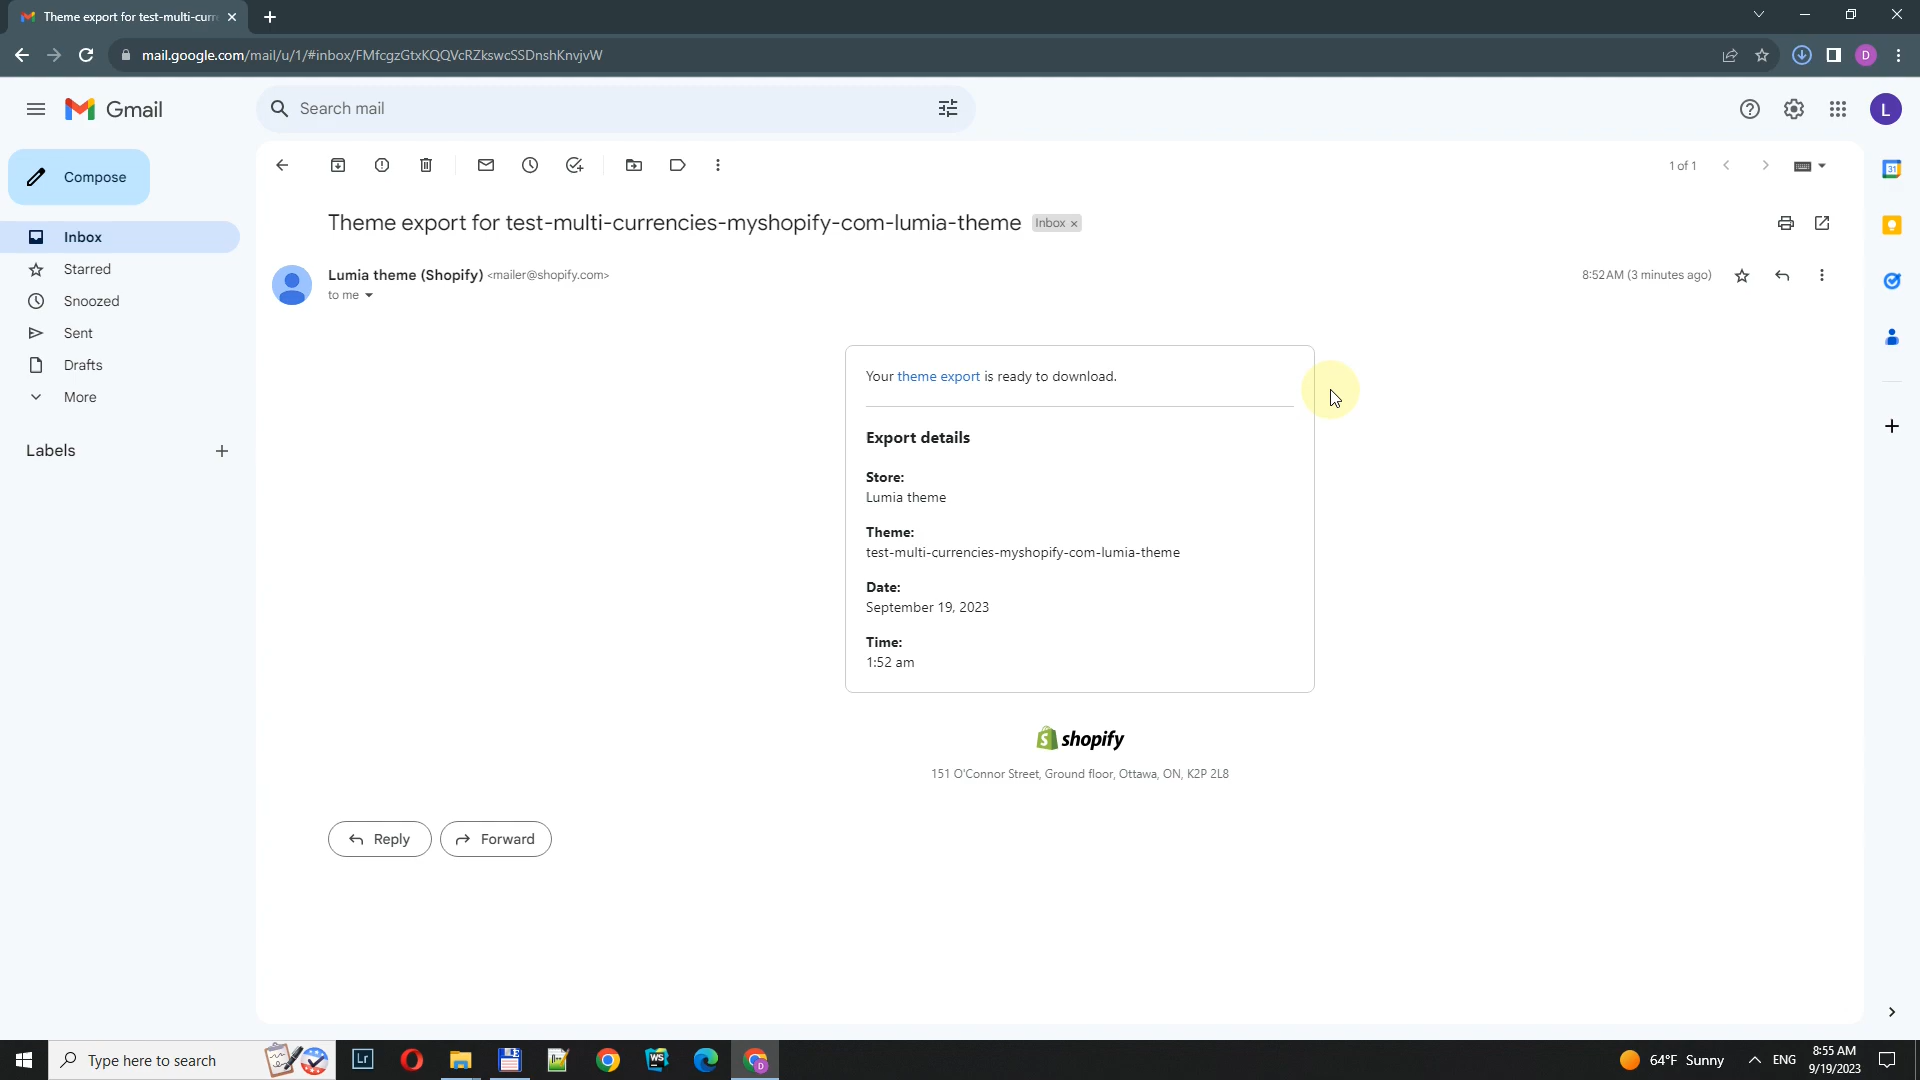 Theme export for test-multi-curr
mail.google.com/mail/u/1/#inbox/FMfcgzGtxKQQVcRZkswcSSDnshKnvjvW
D
Gmail
Search mail
L
Compose
1 of 1
31
Inbox
Starred
Snoozed
Sent
Drafts
More
Labels
Theme export for test-multi-currencies-myshopify-com-lumia-theme
Inbox ×
Lumia theme (Shopify) <mailer@shopify.com>
to me
8:52 AM (3 minutes ago)
Your theme export is ready to download.
Export details
Store:
Lumia theme
Theme:
test-multi-currencies-myshopify-com-lumia-theme
Date:
September 19, 2023
Time:
1:52 am
shopify
151 O'Connor Street, Ground floor, Ottawa, ON, K2P 2L8
Reply
Forward
Type here to search
Lr
WS
D
64°F Sunny
ENG
8:55 AM
9/19/2023